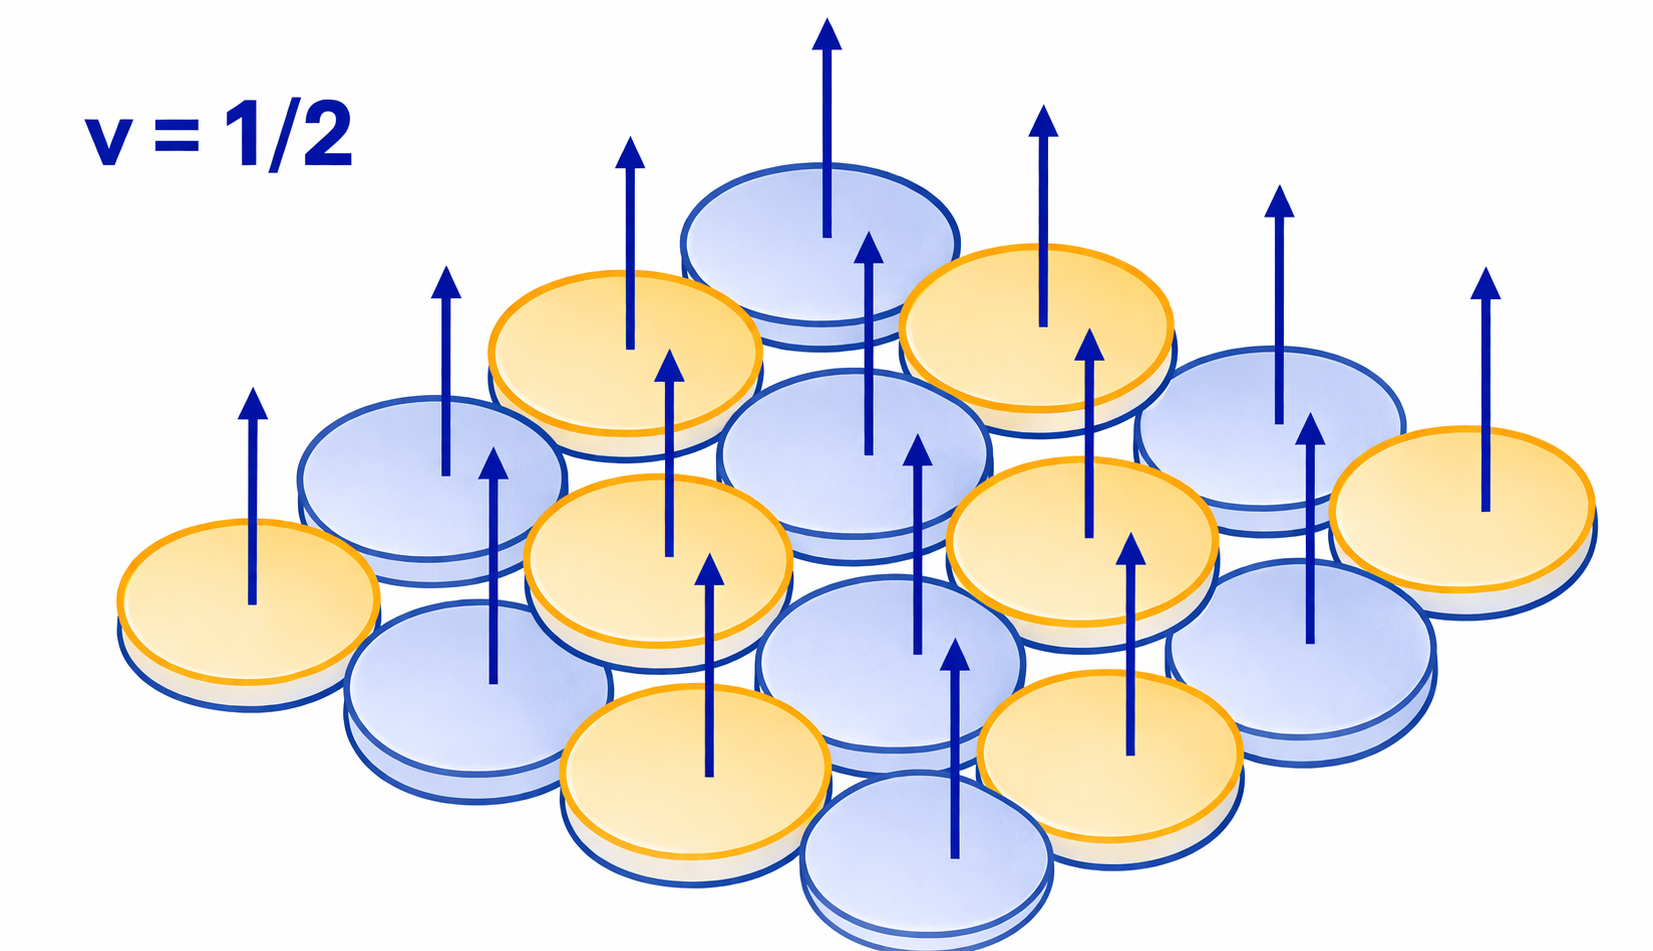 v = 1/2